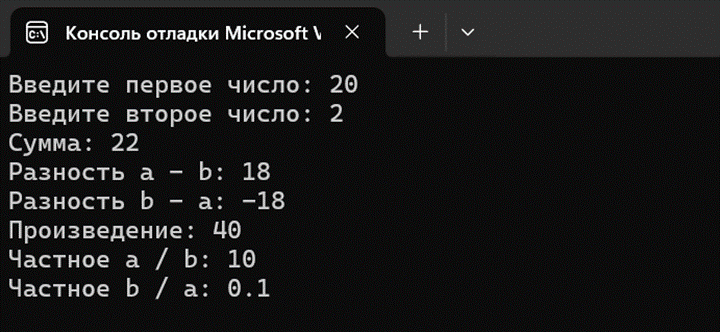 Консоль отладки Microsoft V
Введите первое число: 20
Введите второе число: 2
Сумма: 22
Разность a - b: 18
Разность b - a: -18
Произведение: 40
Частное a / b: 10
Частное b / a: 0.1